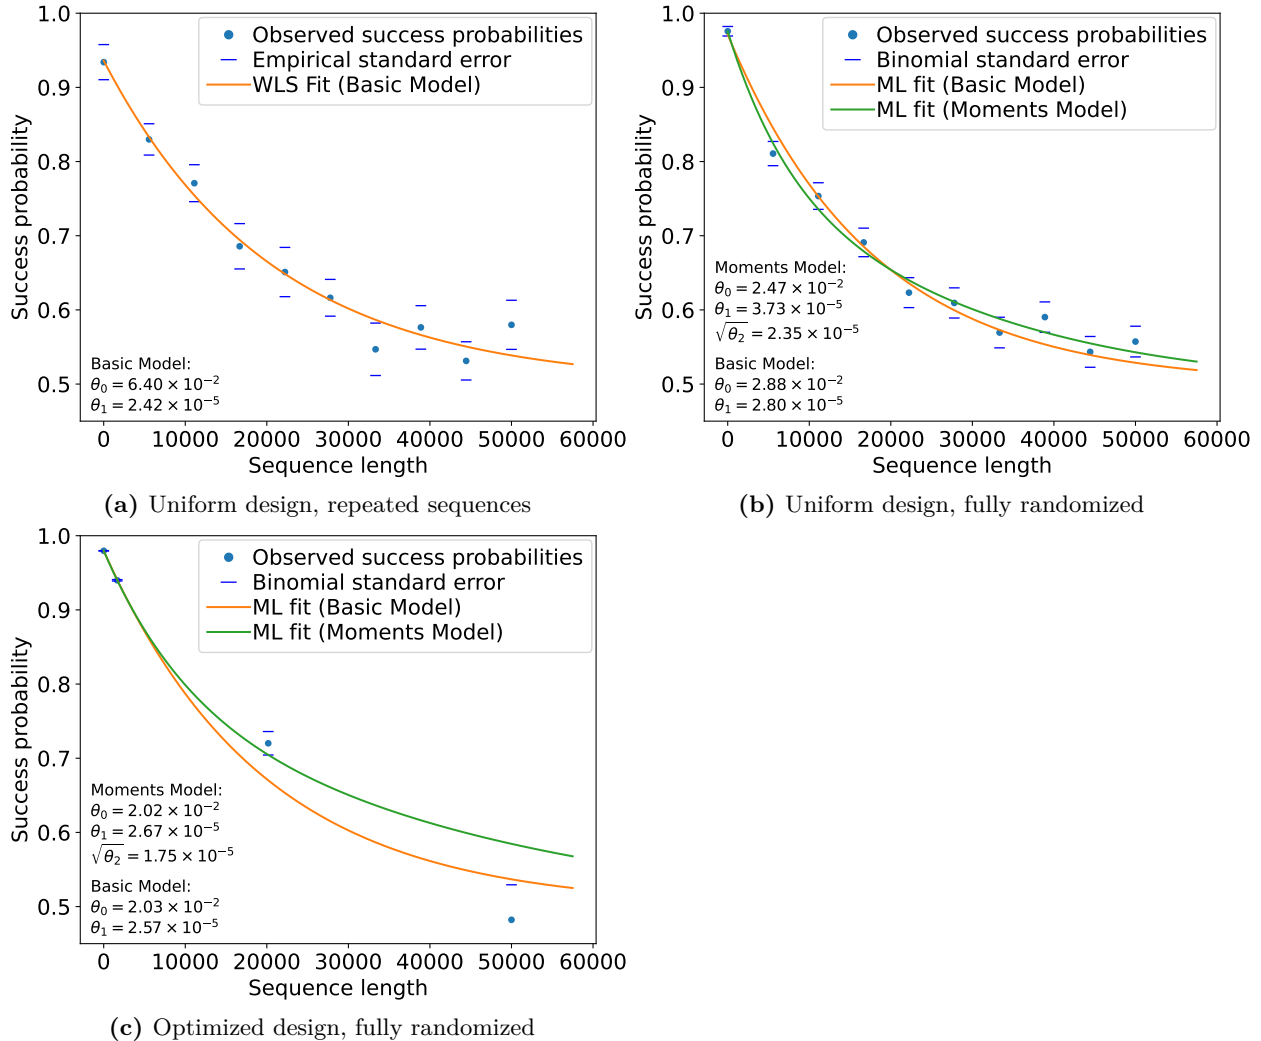 1.0
0.9
0.8
0.7
0.6
0.5
Success probability
Observed success probabilities
Empirical standard error
WLS Fit (Basic Model)
Basic Model:
θ₀ = 6.40 × 10⁻²
θ₁ = 2.42 × 10⁻⁵
0 10000 20000 30000 40000 50000 60000
Sequence length
(a) Uniform design, repeated sequences
1.0
0.9
0.8
0.7
0.6
0.5
Success probability
Observed success probabilities
Binomial standard error
ML fit (Basic Model)
ML fit (Moments Model)
Moments Model:
θ₀ = 2.47 × 10⁻²
θ₁ = 3.73 × 10⁻⁵
√θ₂ = 2.35 × 10⁻⁵
Basic Model:
θ₀ = 2.88 × 10⁻²
θ₁ = 2.80 × 10⁻⁵
0 10000 20000 30000 40000 50000 60000
Sequence length
(b) Uniform design, fully randomized
1.0
0.9
0.8
0.7
0.6
0.5
Success probability
Observed success probabilities
Binomial standard error
ML fit (Basic Model)
ML fit (Moments Model)
Moments Model:
θ₀ = 2.02 × 10⁻²
θ₁ = 2.67 × 10⁻⁵
√θ₂ = 1.75 × 10⁻⁵
Basic Model:
θ₀ = 2.03 × 10⁻²
θ₁ = 2.57 × 10⁻⁵
0 10000 20000 30000 40000 50000 60000
Sequence length
(c) Optimized design, fully randomized